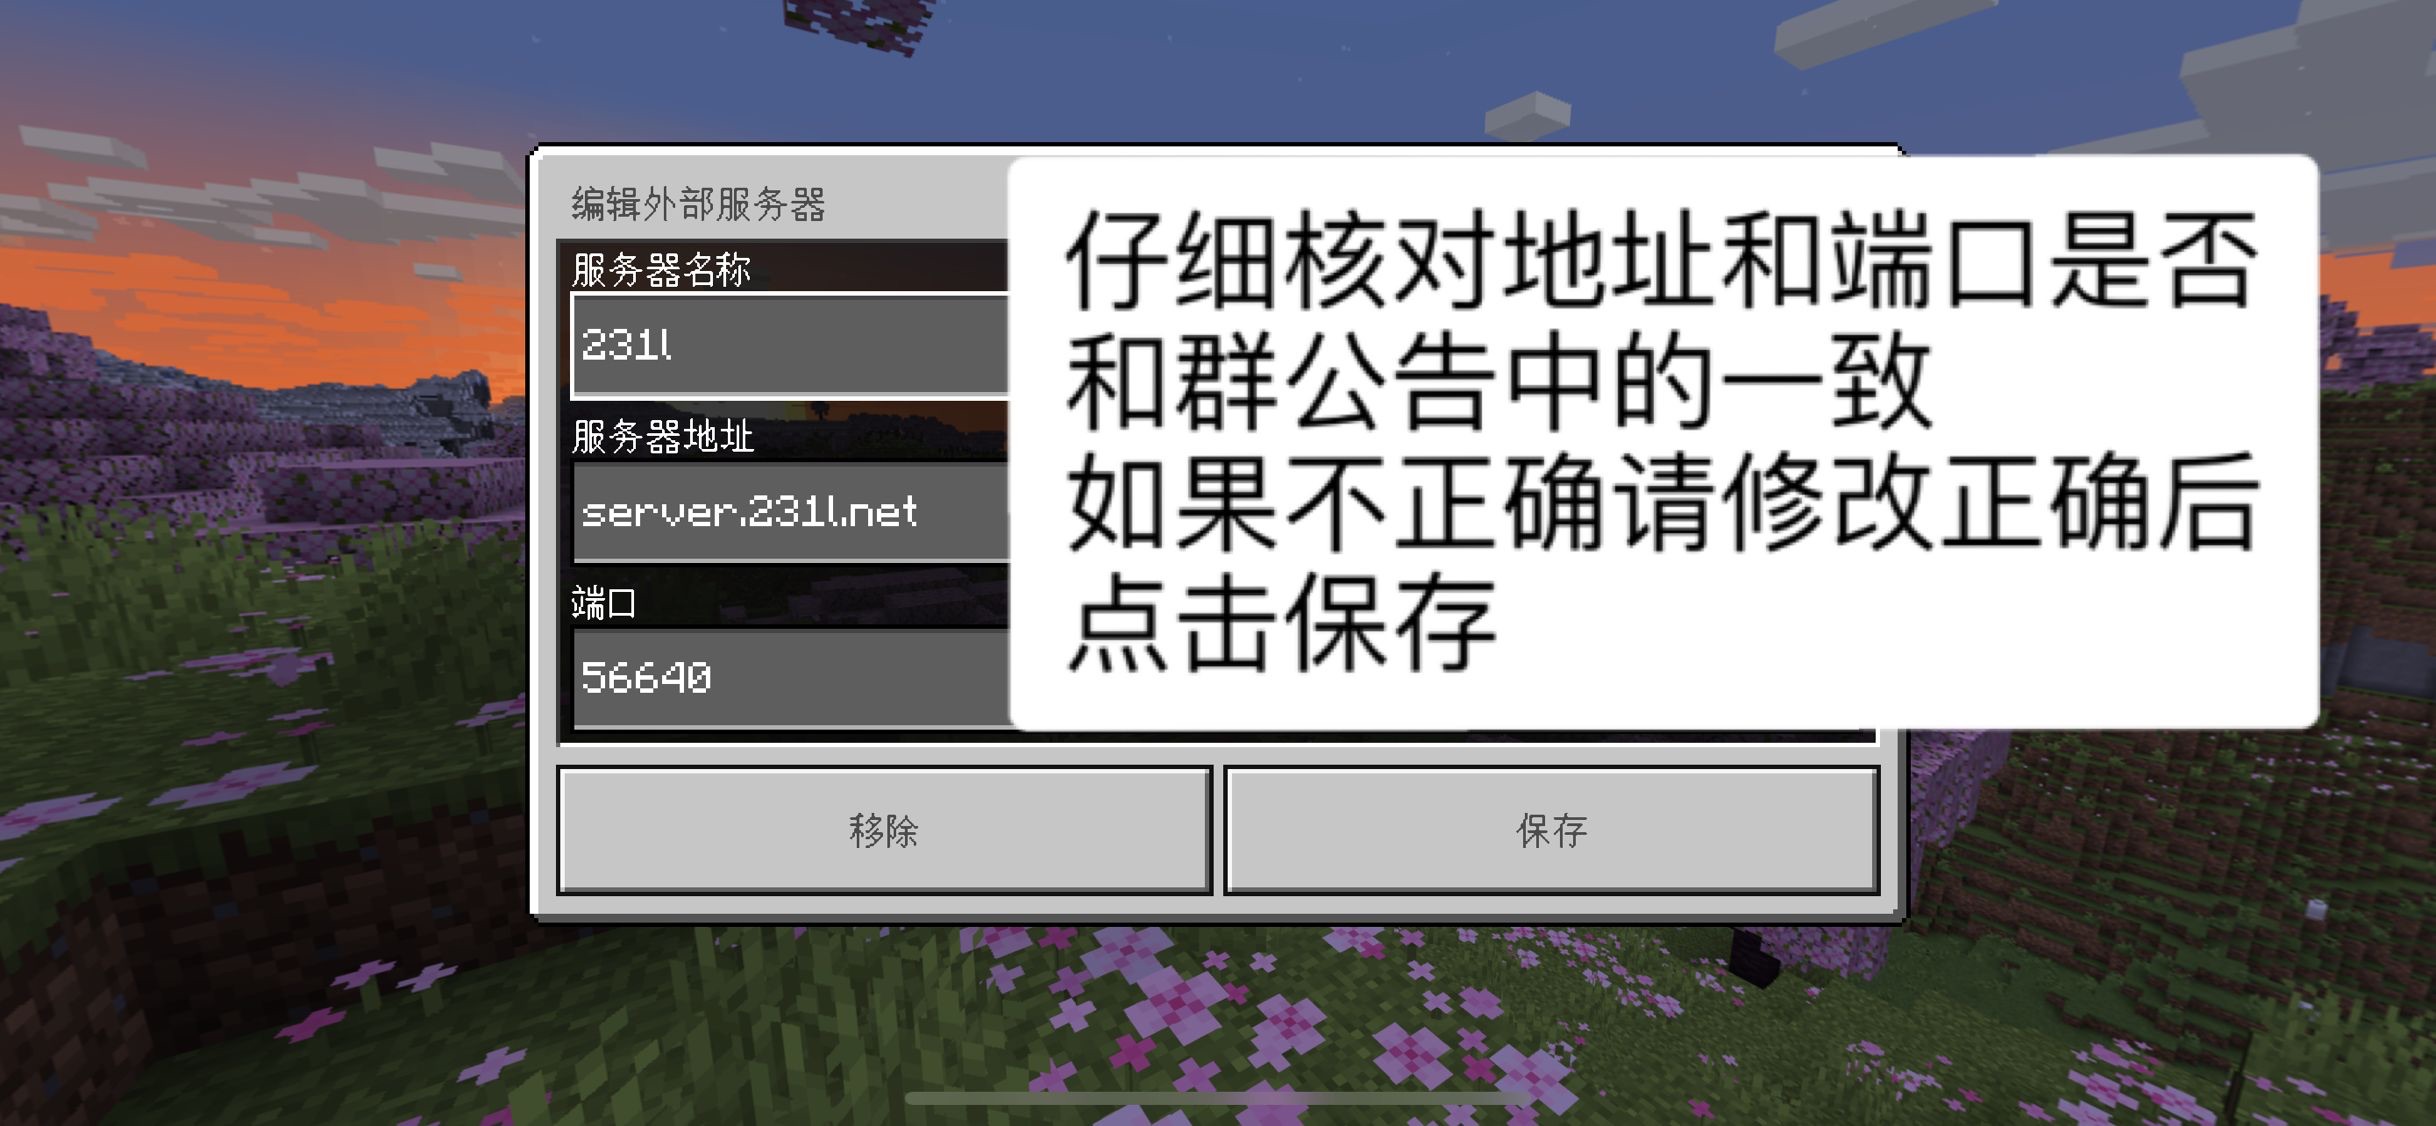 编辑外部服务器
服务器名称
231l
服务器地址
server.231l.net
端口
56640
移除
保存
仔细核对地址和端口是否
和群公告中的一致
如果不正确请修改正确后
点击保存